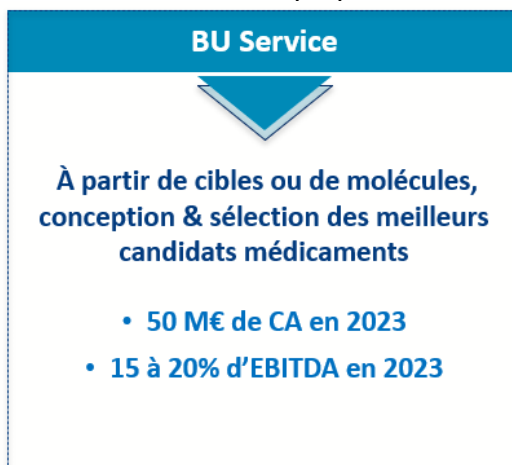 BU Service
À partir de cibles ou de molécules,
conception & sélection des meilleurs
candidats médicaments
• 50 M€ de CA en 2023
• 15 à 20% d'EBITDA en 2023